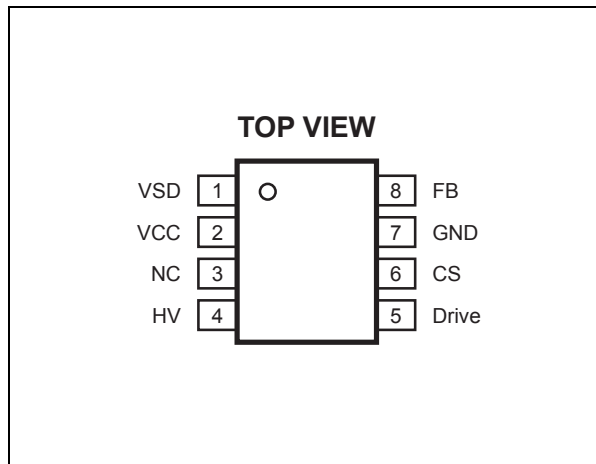 TOP VIEW
VSD 1 8 FB
VCC 2 7 GND
NC 3 6 CS
HV 4 5 Drive